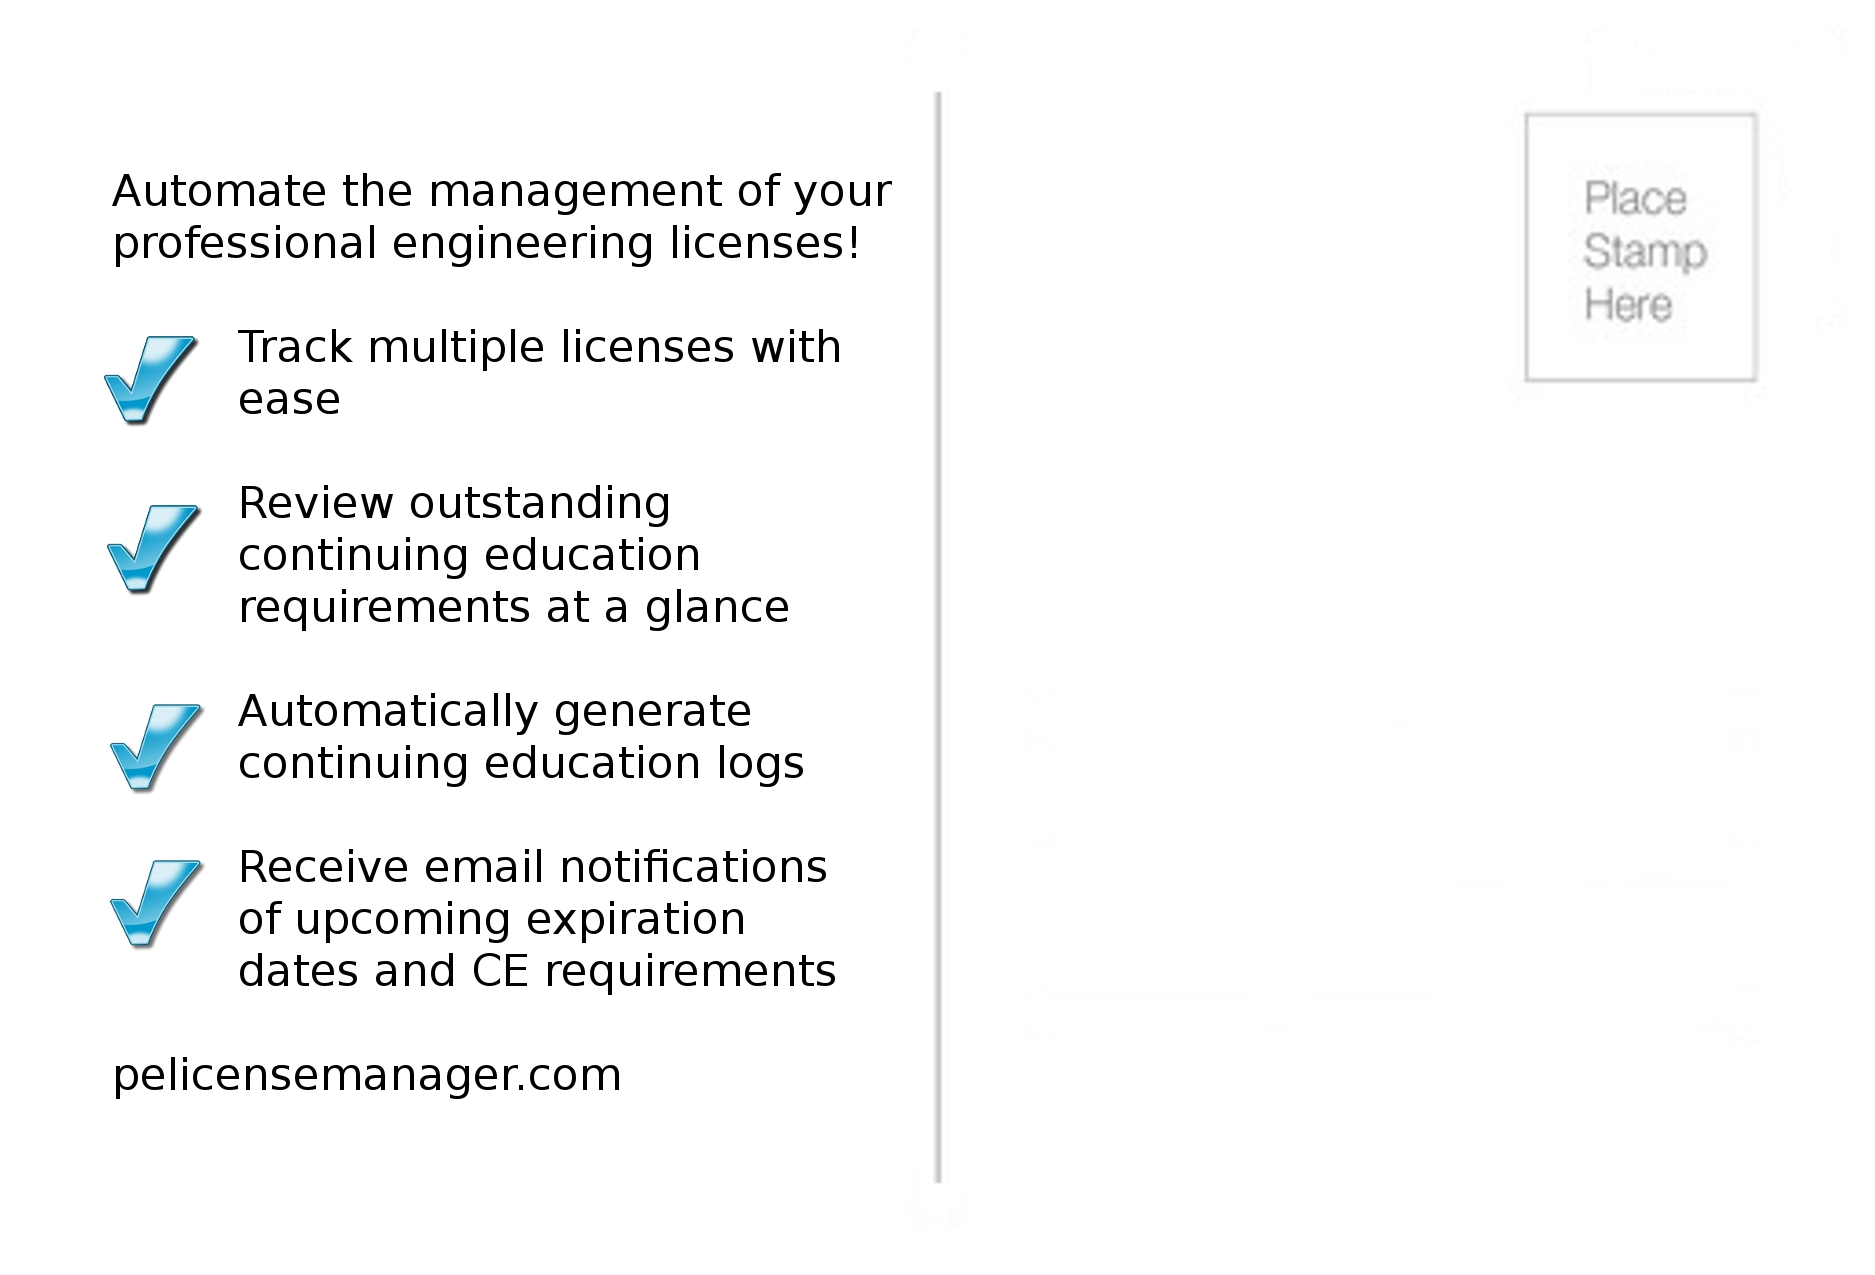 Automate the management of your
professional engineering licenses!
Track multiple licenses with
ease
Review outstanding
continuing education
requirements at a glance
Automatically generate
continuing education logs
Receive email notifications
of upcoming expiration
dates and CE requirements
pelicensemanager.com
Place
Stamp
Here